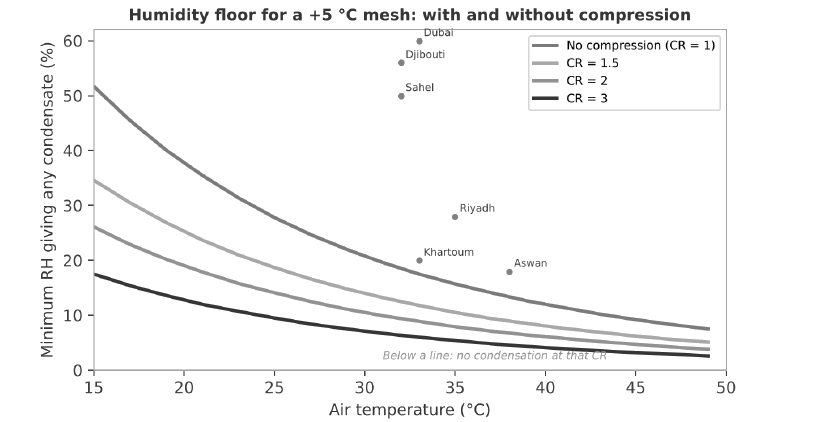 Humidity floor for a +5 °C mesh: with and without compression
Dubai
Djibouti
Sahel
Riyadh
Khartoum
Aswan
No compression (CR = 1)
CR = 1.5
CR = 2
CR = 3
Minimum RH giving any condensate (%)
60
50
40
30
20
10
0
Below a line: no condensation at that CR
15
20
25
30
35
40
45
50
Air temperature (°C)